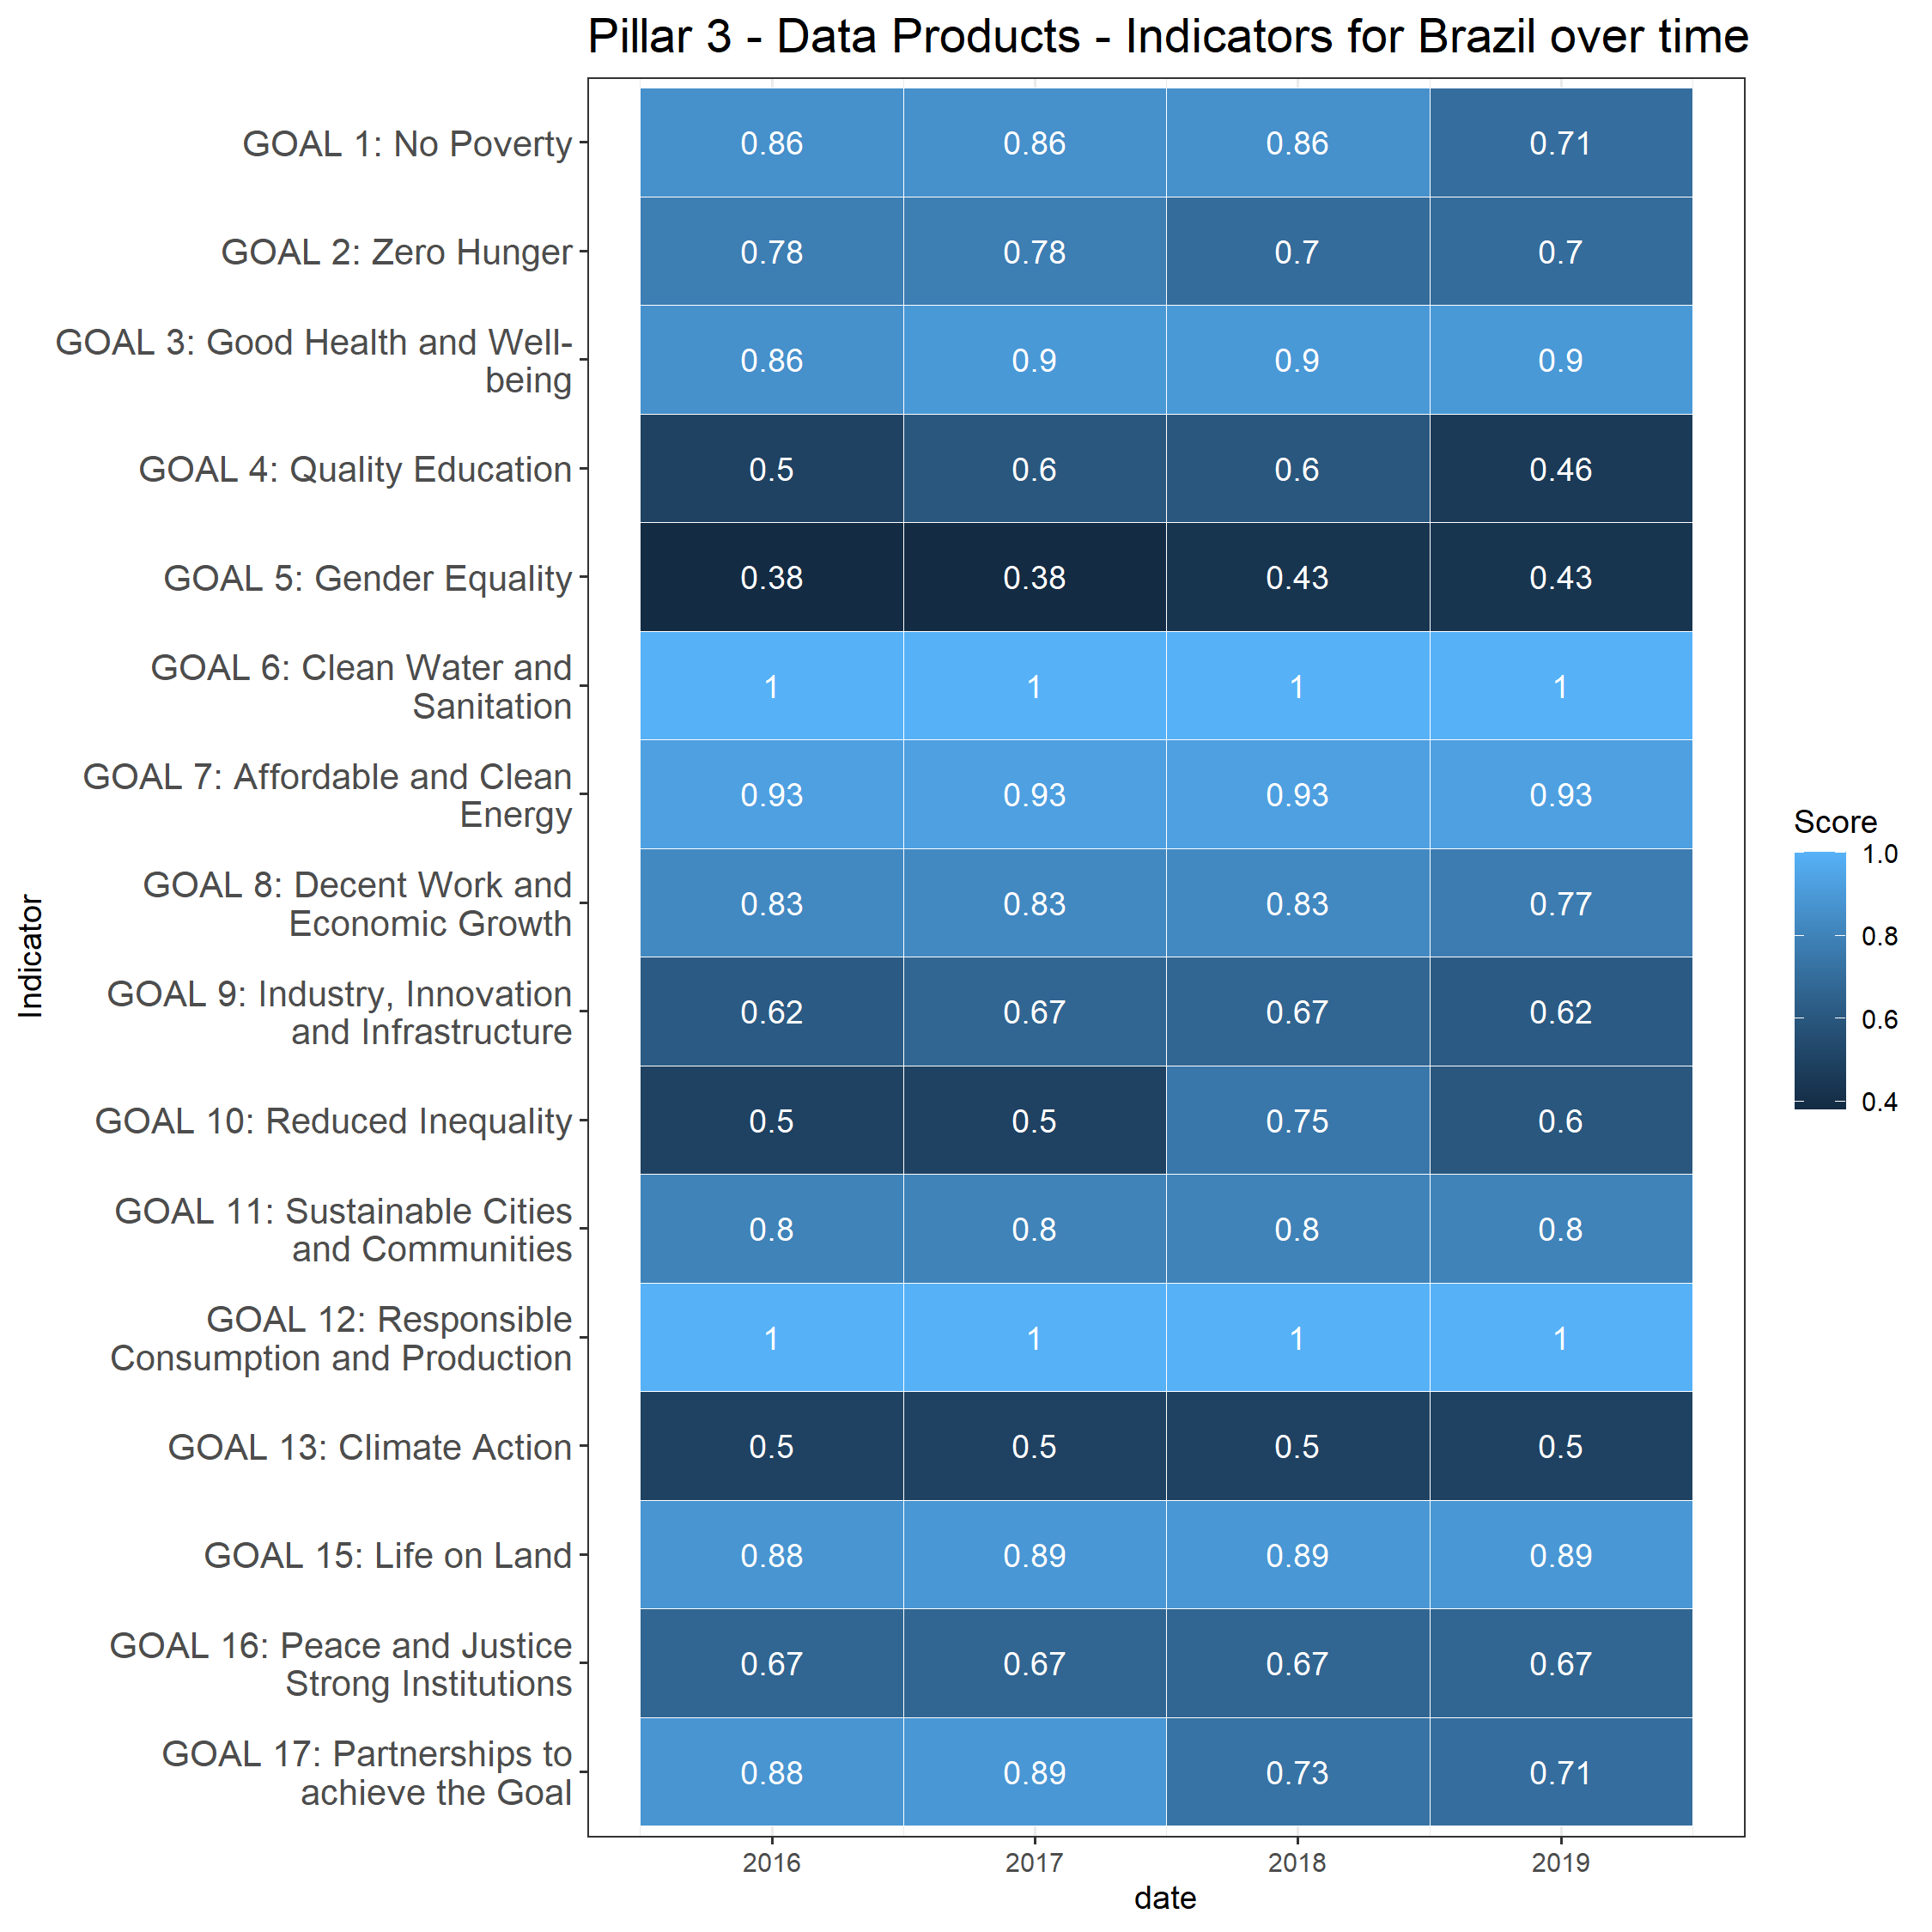 Pillar 3 - Data Products - Indicators for Brazil over time
GOAL 1: No Poverty
0.86 0.86 0.86 0.71
GOAL 2: Zero Hunger
0.78 0.78 0.7 0.7
GOAL 3: Good Health and Well-
being
0.86 0.9 0.9 0.9
GOAL 4: Quality Education
0.5 0.6 0.6 0.46
GOAL 5: Gender Equality
0.38 0.38 0.43 0.43
GOAL 6: Clean Water and
Sanitation
1 1 1 1
GOAL 7: Affordable and Clean
Energy
0.93 0.93 0.93 0.93
GOAL 8: Decent Work and
Economic Growth
0.83 0.83 0.83 0.77
GOAL 9: Industry, Innovation
and Infrastructure
0.62 0.67 0.67 0.62
GOAL 10: Reduced Inequality
0.5 0.5 0.75 0.6
GOAL 11: Sustainable Cities
and Communities
0.8 0.8 0.8 0.8
GOAL 12: Responsible
Consumption and Production
1 1 1 1
GOAL 13: Climate Action
0.5 0.5 0.5 0.5
GOAL 15: Life on Land
0.88 0.89 0.89 0.89
GOAL 16: Peace and Justice
Strong Institutions
0.67 0.67 0.67 0.67
GOAL 17: Partnerships to
achieve the Goal
0.88 0.89 0.73 0.71
2016 2017 2018 2019
date
Indicator
Score
1.0
0.8
0.6
0.4